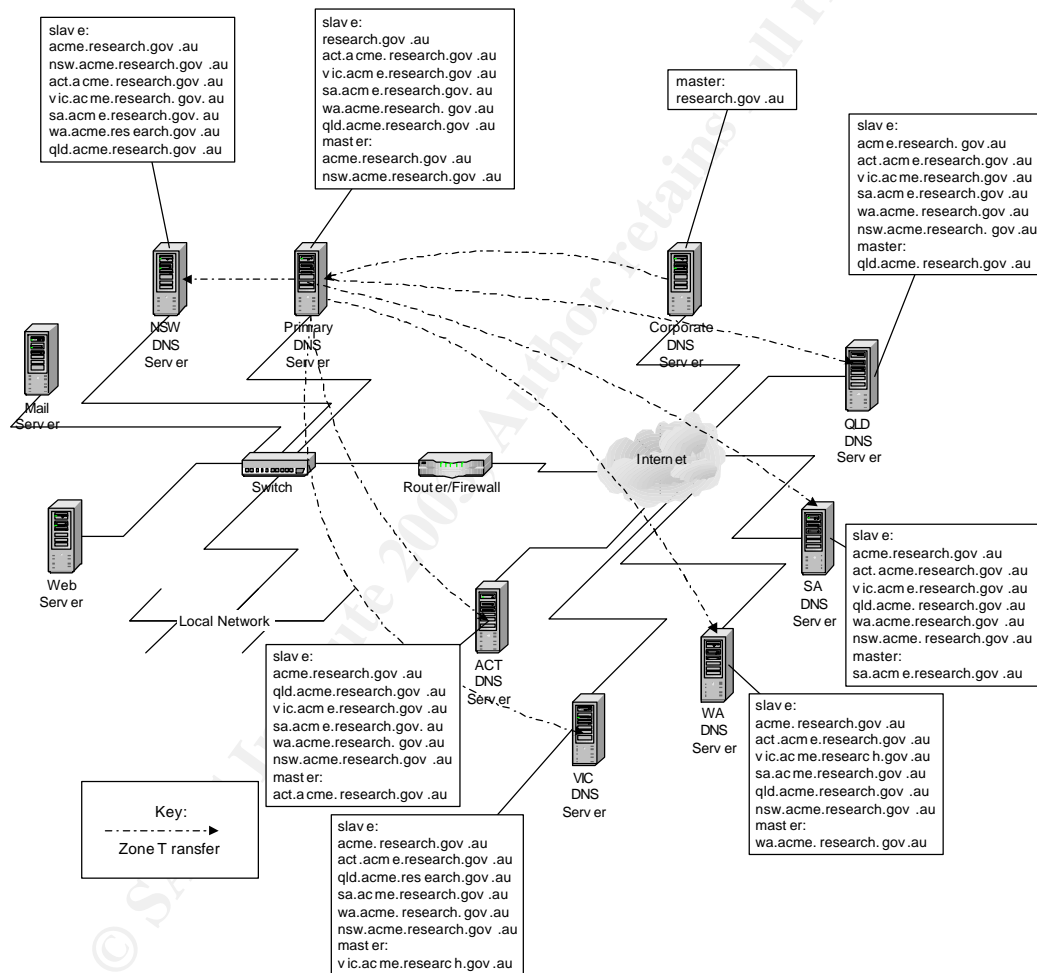 slave:
acme.research.gov.au
nsw.acme.research.gov.au
act.acme.research.gov.au
vic.acme.research.gov.au
sa.acme.research.gov.au
wa.acme.research.gov.au
qld.acme.research.gov.au
slave:
research.gov.au
act.acme.research.gov.au
vic.acme.research.gov.au
sa.acme.research.gov.au
wa.acme.research.gov.au
qld.acme.research.gov.au
master:
acme.research.gov.au
nsw.acme.research.gov.au
master:
research.gov.au
slave:
acme.research.gov.au
act.acme.research.gov.au
vic.acme.research.gov.au
sa.acme.research.gov.au
wa.acme.research.gov.au
nsw.acme.research.gov.au
master:
qld.acme.research.gov.au
NSW
DNS
Server
Primary
DNS
Server
Corporate
DNS
Server
QLD
DNS
Server
Mail
Server
Switch
Router/Firewall
Internet
Web
Server
Local Network
ACT
DNS
Server
SA
DNS
Server
slave:
acme.research.gov.au
act.acme.research.gov.au
vic.acme.research.gov.au
qld.acme.research.gov.au
wa.acme.research.gov.au
nsw.acme.research.gov.au
master:
sa.acme.research.gov.au
slave:
acme.research.gov.au
qld.acme.research.gov.au
vic.acme.research.gov.au
sa.acme.research.gov.au
wa.acme.research.gov.au
nsw.acme.research.gov.au
master:
act.acme.research.gov.au
VIC
DNS
Server
WA
DNS
Server
slave:
acme.research.gov.au
act.acme.research.gov.au
vic.acme.research.gov.au
sa.acme.research.gov.au
qld.acme.research.gov.au
nsw.acme.research.gov.au
master:
wa.acme.research.gov.au
Key:
Zone Transfer
slave:
acme.research.gov.au
act.acme.research.gov.au
qld.acme.research.gov.au
sa.acme.research.gov.au
wa.acme.research.gov.au
nsw.acme.research.gov.au
master:
vic.acme.research.gov.au
Author retains